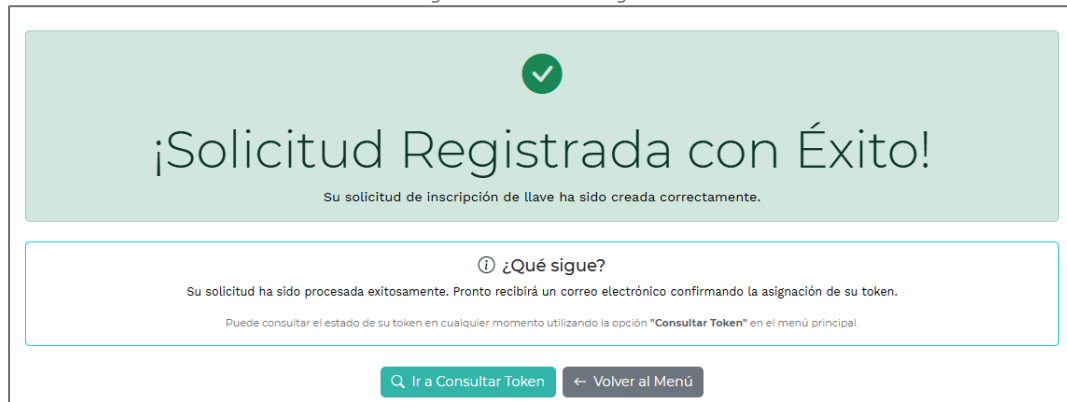 ¡Solicitud Registrada con Éxito!
Su solicitud de inscripción de llave ha sido creada correctamente.
¿Qué sigue?
Su solicitud ha sido procesada exitosamente. Pronto recibirá un correo electrónico confirmando la asignación de su token.
Puede consultar el estado de su token en cualquier momento utilizando la opción "Consultar Token" en el menú principal.
Ir a Consultar Token
← Volver al Menú